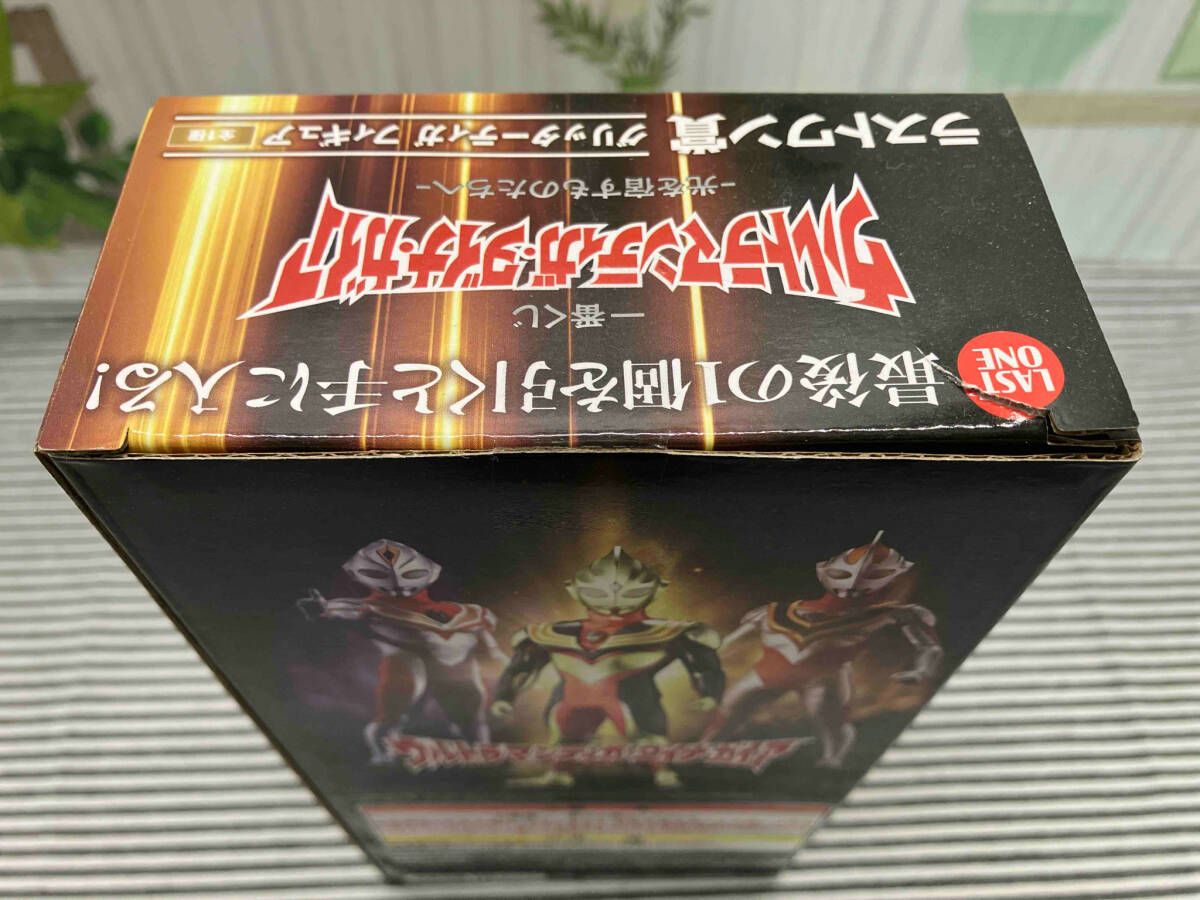 LAST
ONE
最後の1個を引くと手に入る!
一番くじ
ウルトラマンティガ・ダイナ・ガイア
-光を宿すものたちへ-
ラストワン賞
グリッターティガ フィギュア 全1種